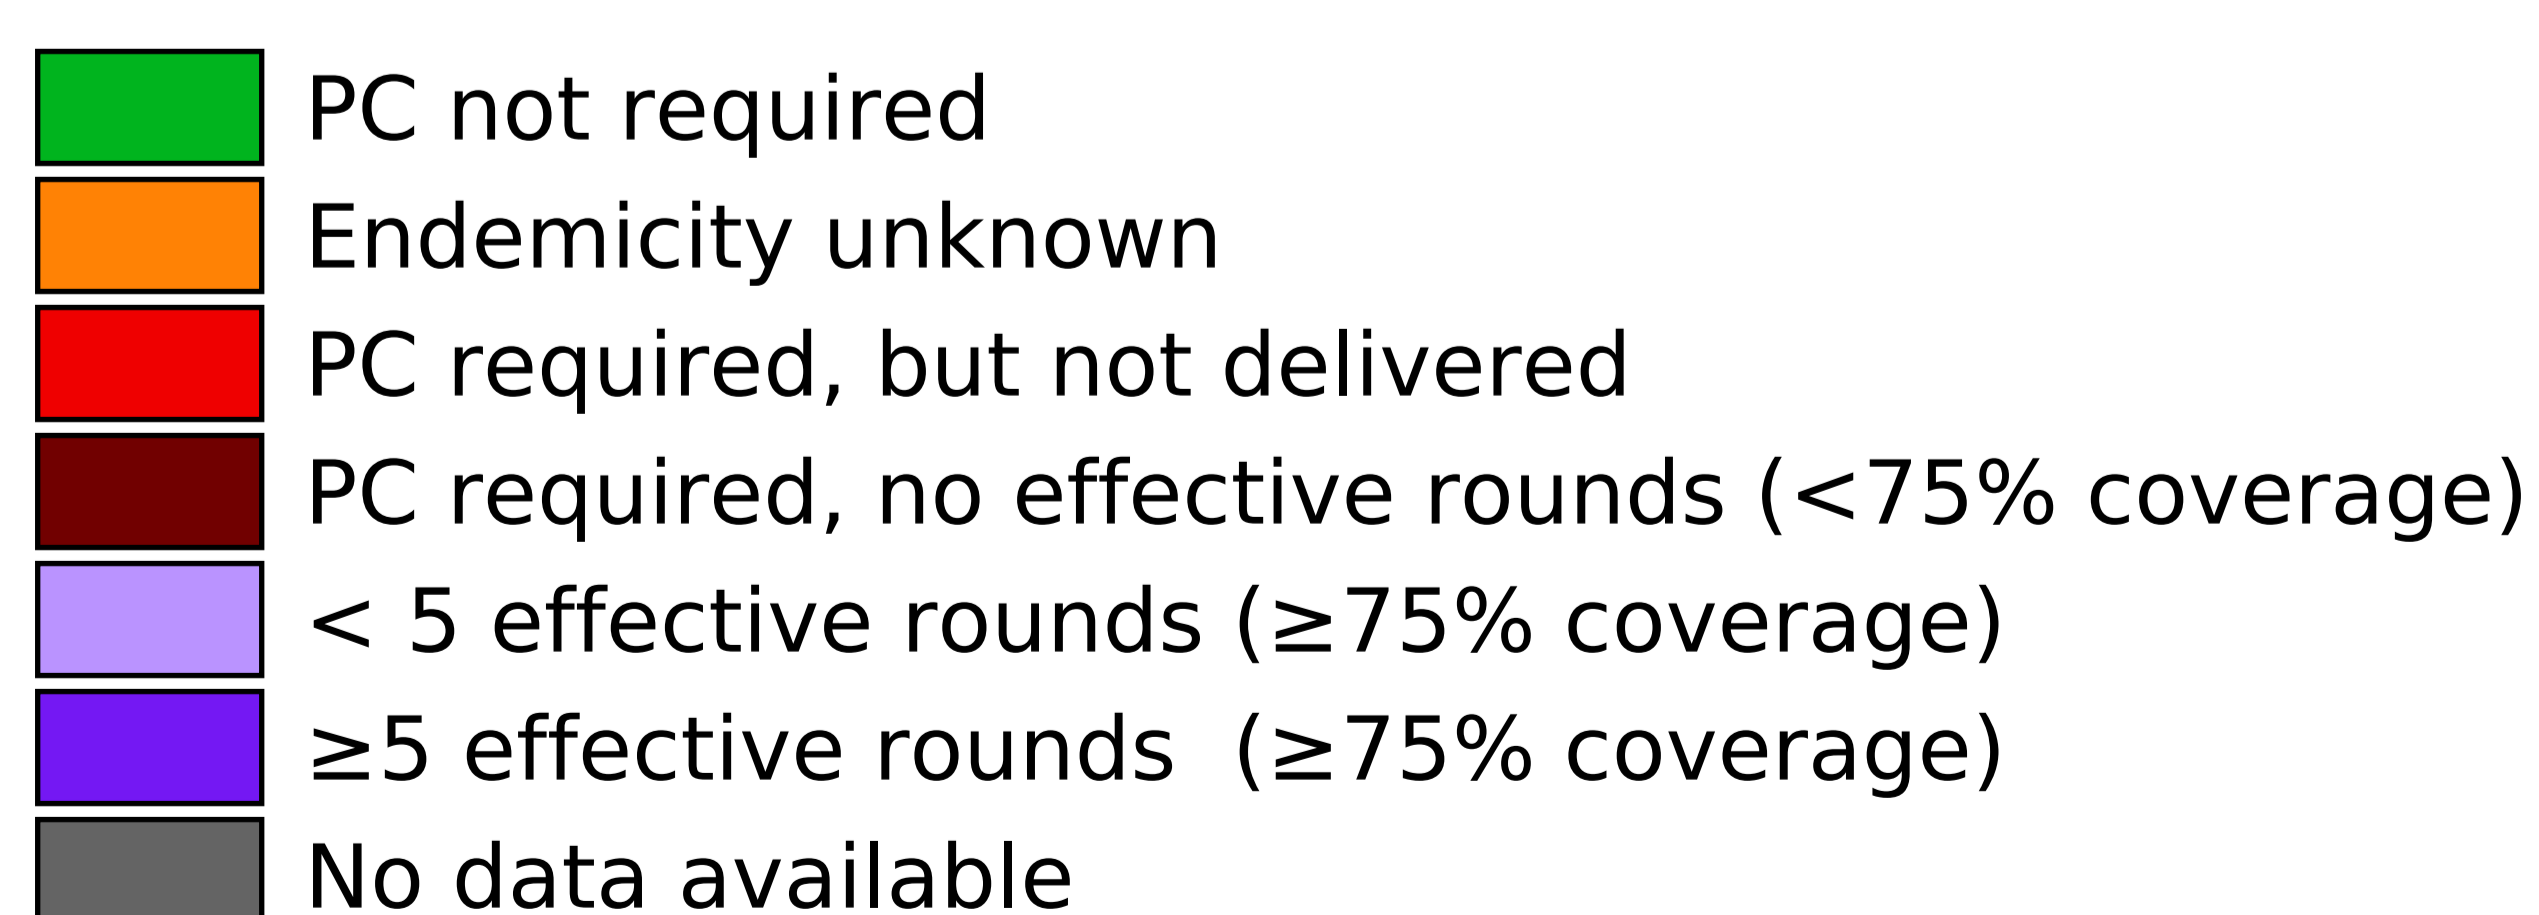 PC not required
Endemicity unknown
PC required, but not delivered
PC required, no effective rounds (<75% coverage)
< 5 effective rounds (≥75% coverage)
≥5 effective rounds  (≥75% coverage)
No data available